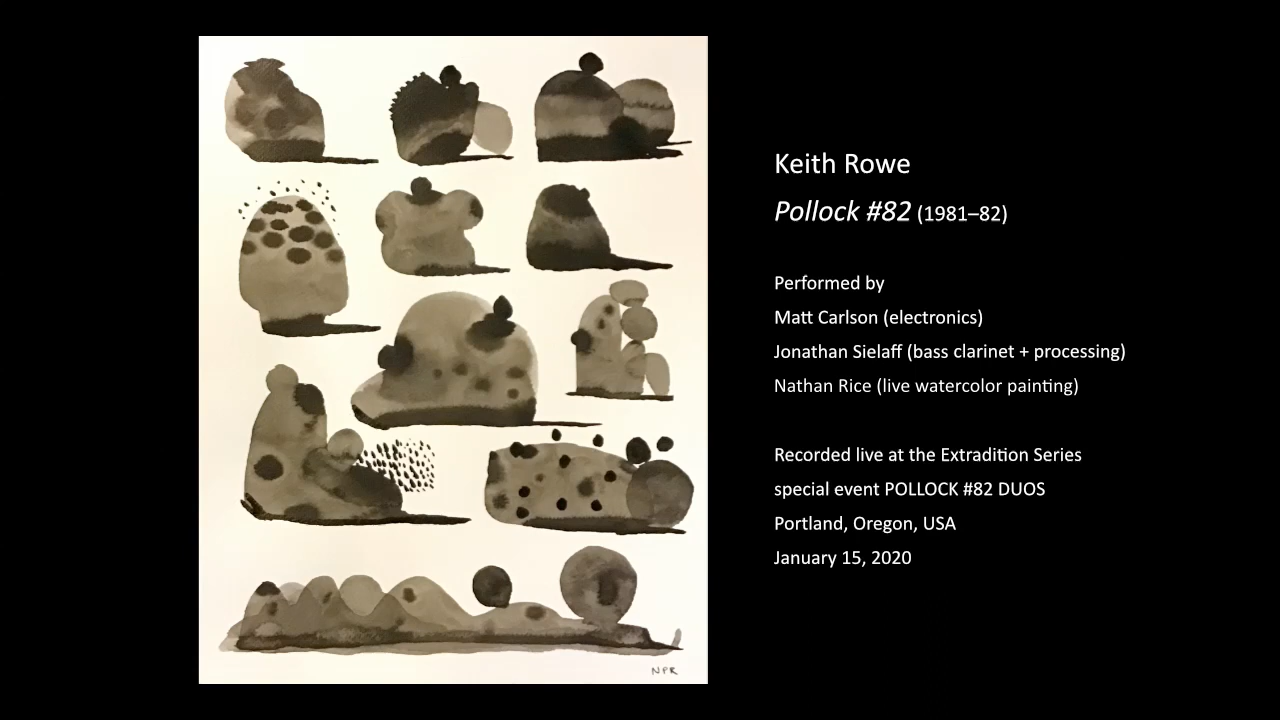 Keith Rowe
Pollock #82 (1981–82)
Performed by
Matt Carlson (electronics)
Jonathan Sielaff (bass clarinet + processing)
Nathan Rice (live watercolor painting)
Recorded live at the Extradition Series
special event POLLOCK #82 DUOS
Portland, Oregon, USA
January 15, 2020
NPR